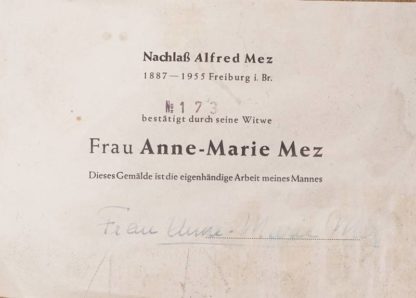 Nachlaß Alfred Mez
1887—1955 Freiburg i. Br.
№ 173
bestätigt durch seine Witwe
Frau Anne-Marie Mez
Dieses Gemälde ist die eigenhändige Arbeit meines Mannes
Frau Anne-Marie Mez